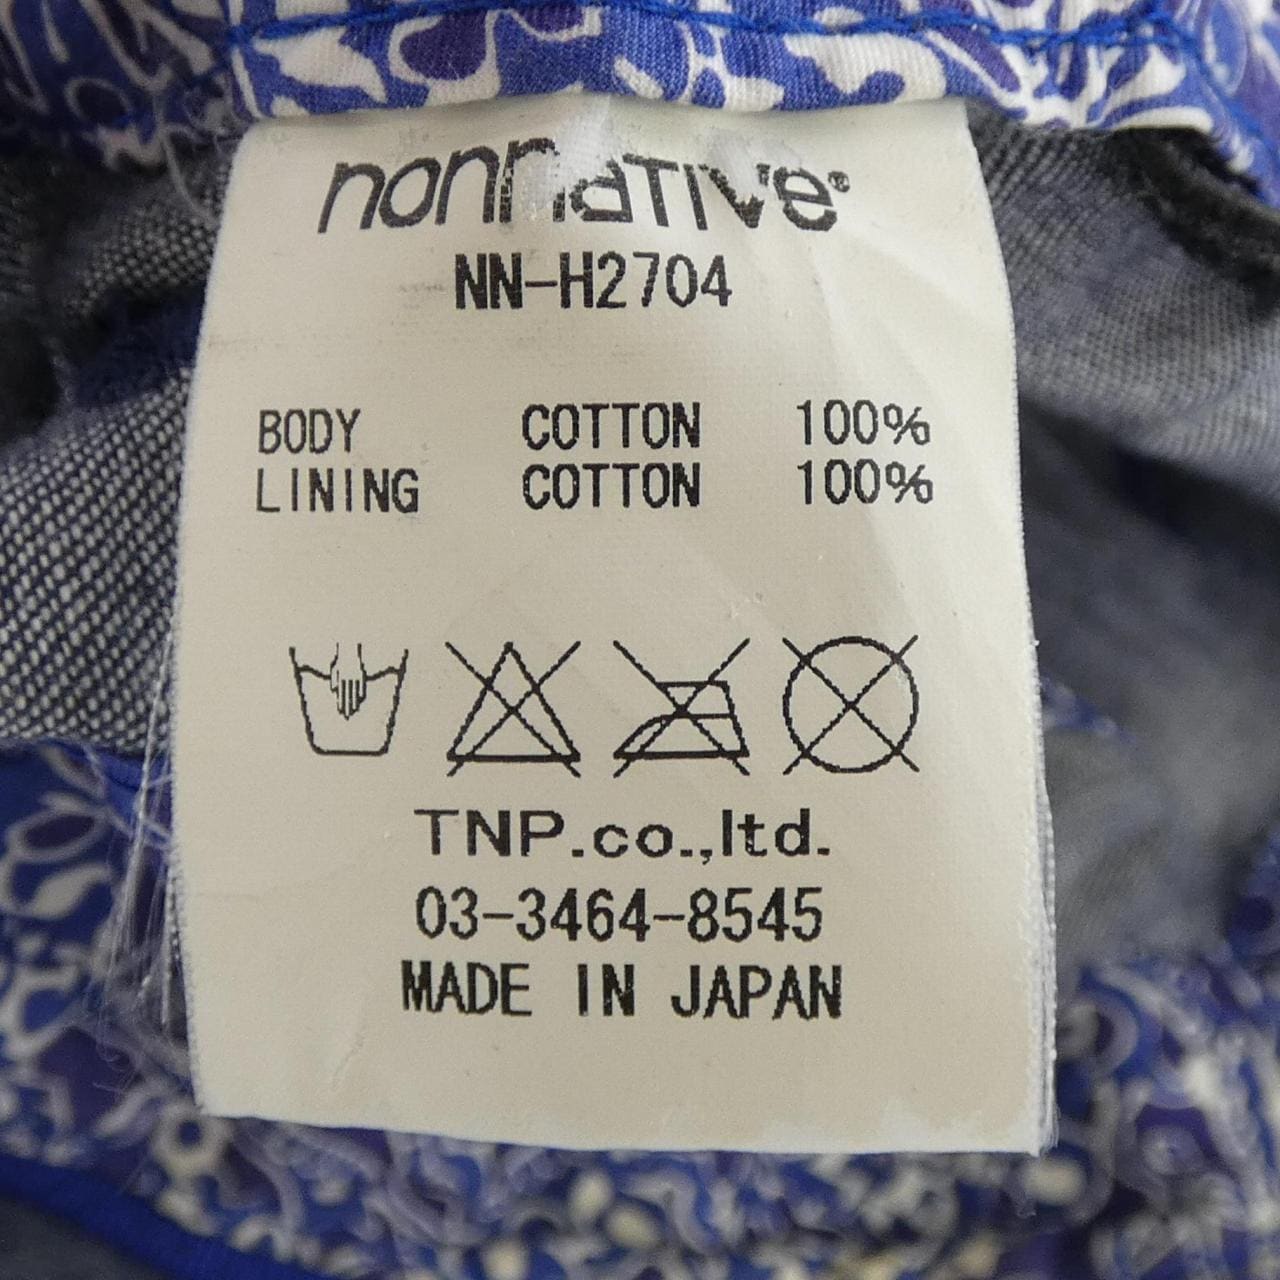 nonnative®
NN-H2704
BODY COTTON 100%
LINING COTTON 100%
TNP.co.,ltd.
03-3464-8545
MADE IN JAPAN